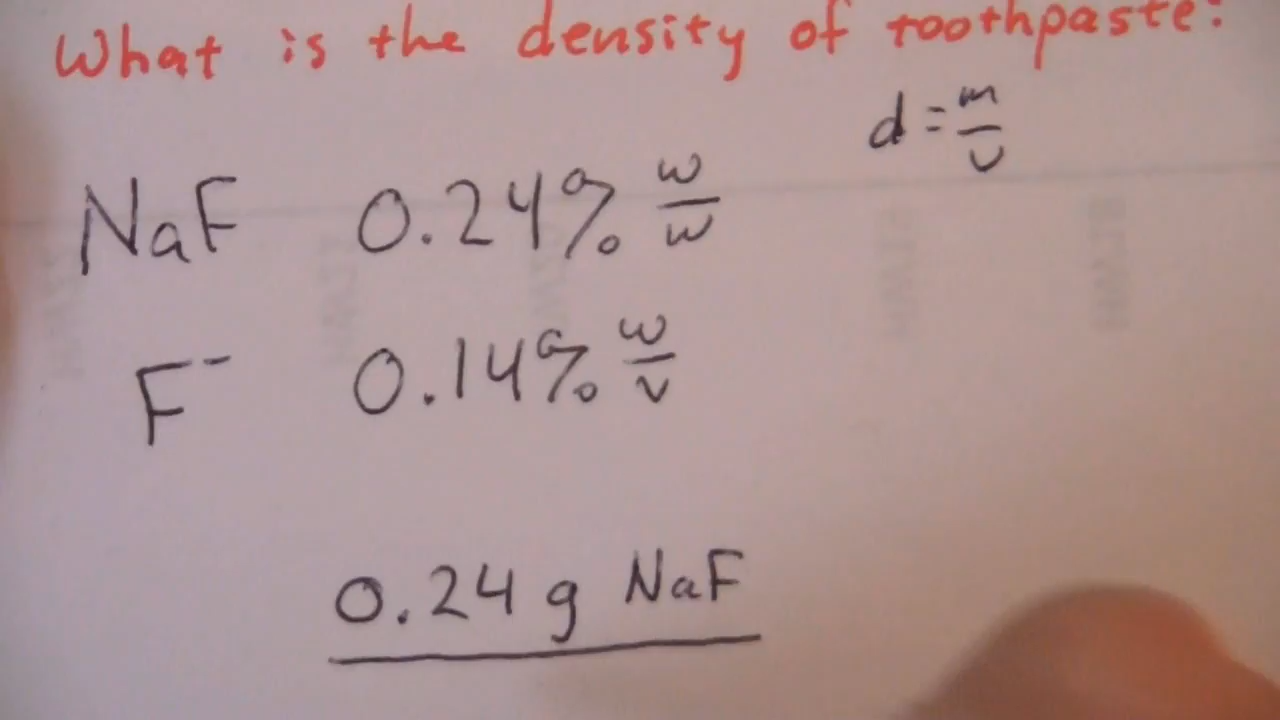 What is the density of toothpaste:
d = m/v
NaF 0.24% w/w
F⁻ 0.14% w/v
0.24 g NaF